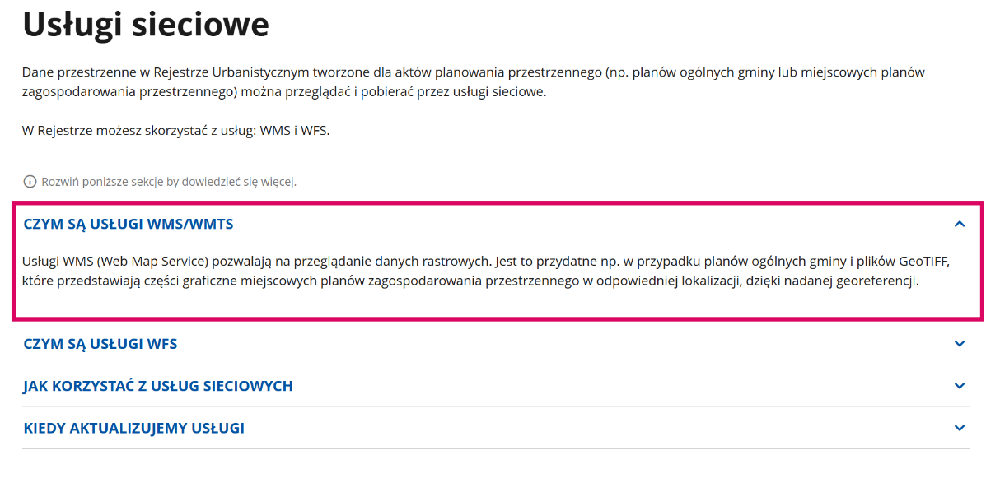 Usługi sieciowe
Dane przestrzenne w Rejestrze Urbanistycznym tworzone dla aktów planowania przestrzennego (np. planów ogólnych gminy lub miejscowych planów
zagospodarowania przestrzennego) można przeglądać i pobierać przez usługi sieciowe.
W Rejestrze możesz skorzystać z usług: WMS i WFS.
Rozwiń poniższe sekcje by dowiedzieć się więcej.
CZYM SĄ USŁUGI WMS/WMTS
Usługi WMS (Web Map Service) pozwalają na przeglądanie danych rastrowych. Jest to przydatne np. w przypadku planów ogólnych gminy i plików GeoTIFF,
które przedstawiają części graficzne miejscowych planów zagospodarowania przestrzennego w odpowiedniej lokalizacji, dzięki nadanej georeferencji.
CZYM SĄ USŁUGI WFS
JAK KORZYSTAĆ Z USŁUG SIECIOWYCH
KIEDY AKTUALIZUJEMY USŁUGI